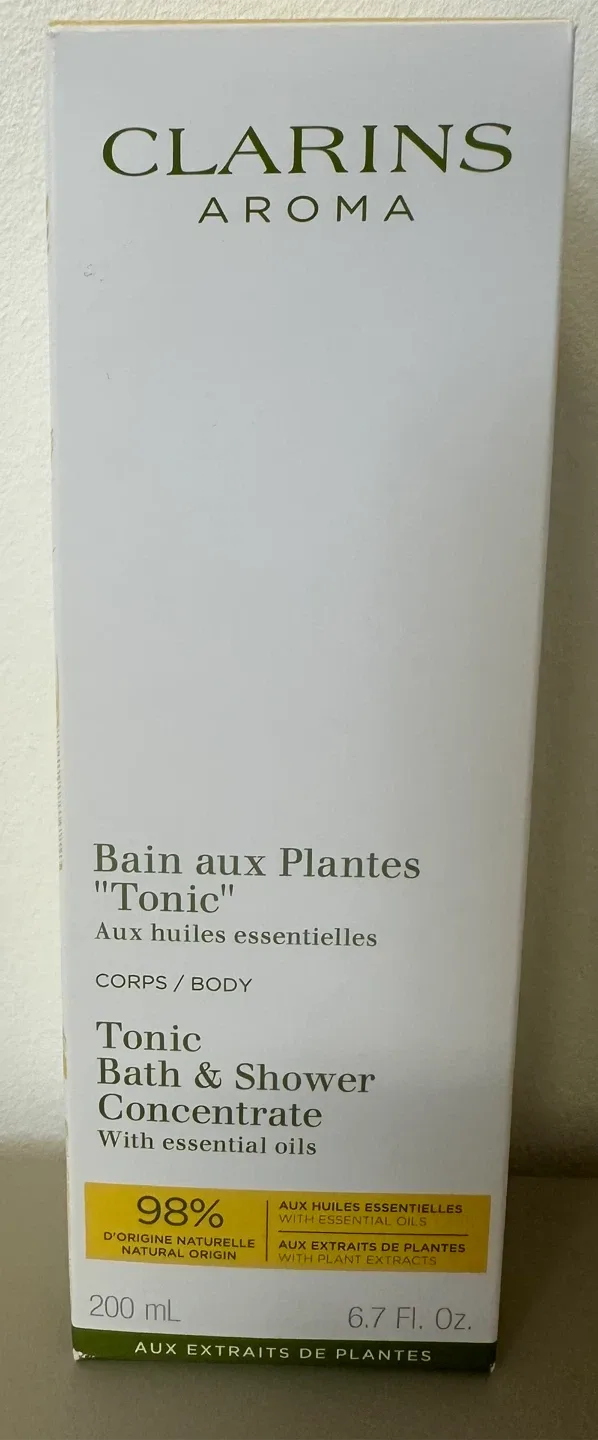 CLARINS
AROMA
Bain aux Plantes
"Tonic"
Aux huiles essentielles
CORPS / BODY
Tonic
Bath & Shower
Concentrate
With essential oils
98%
D'ORIGINE NATURELLE
NATURAL ORIGIN
AUX HUILES ESSENTIELLES
WITH ESSENTIAL OILS
AUX EXTRAITS DE PLANTES
WITH PLANT EXTRACTS
200 mL
6.7 Fl. Oz.
AUX EXTRAITS DE PLANTES